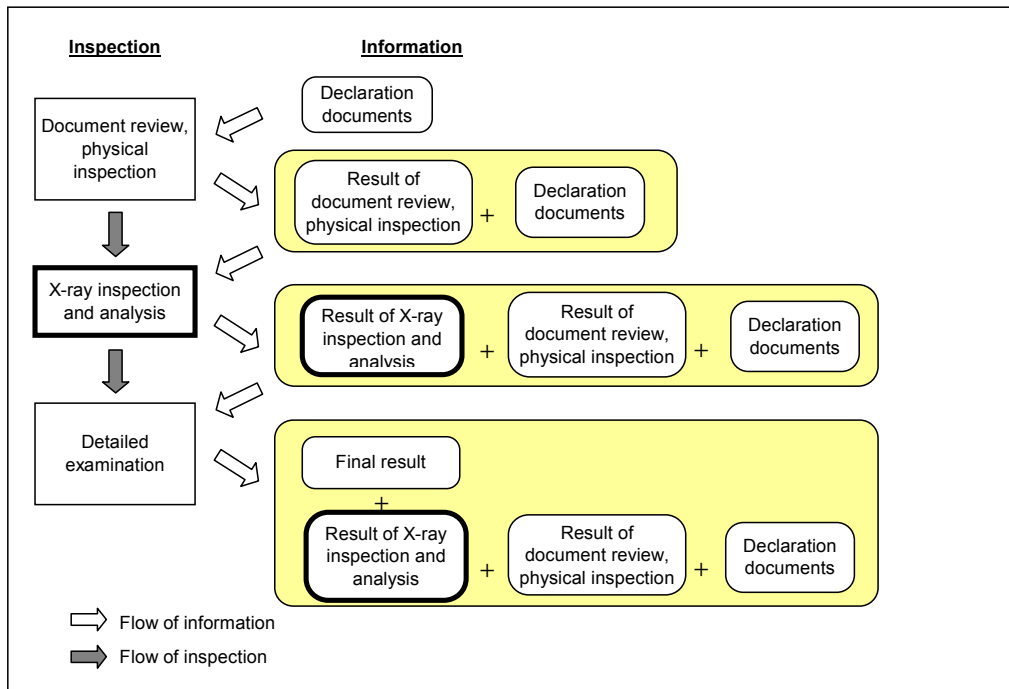 Inspection
Information
Declaration
documents
Document review,
physical
inspection
Result of
document review,
physical inspection
+
Declaration
documents
X-ray inspection
and analysis
Result of X-ray
inspection and
analysis
+
Result of
document review,
physical inspection
+
Declaration
documents
Detailed
examination
Final result
+
Result of X-ray
inspection and
analysis
+
Result of
document review,
physical inspection
+
Declaration
documents
Flow of information
Flow of inspection